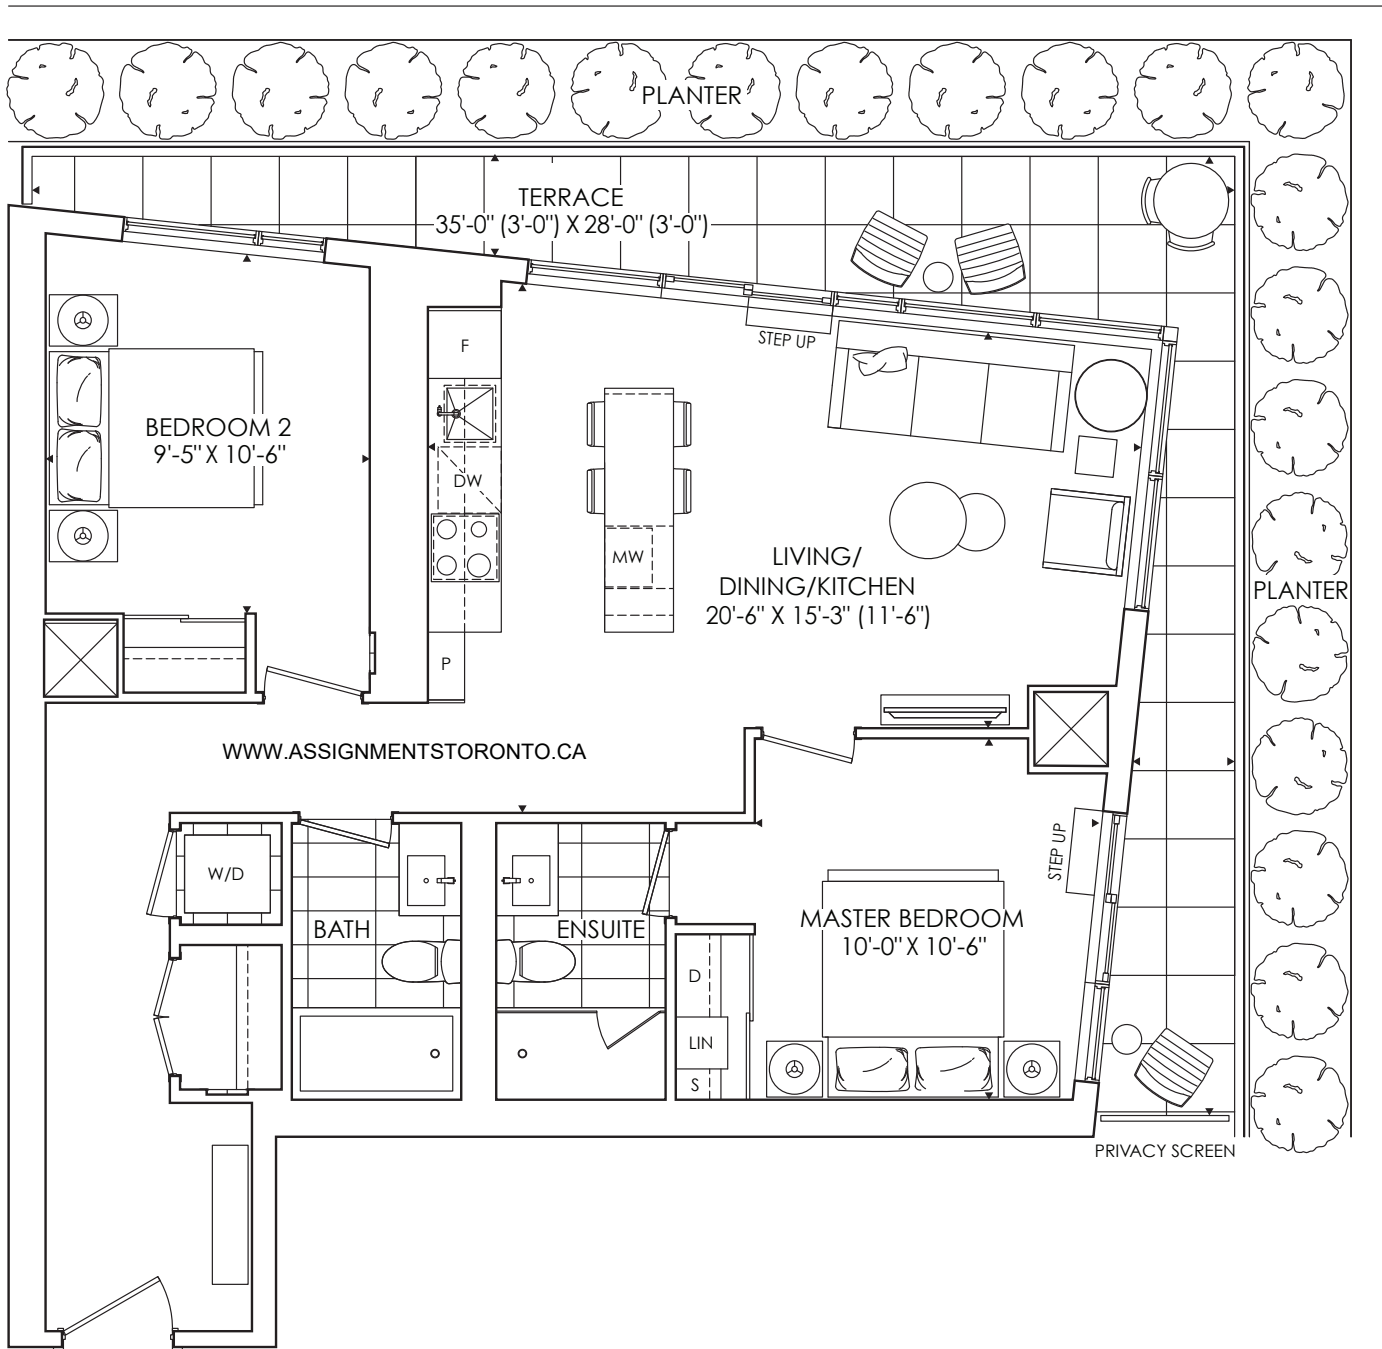 PLANTER
TERRACE
35'-0" (3'-0") X 28'-0" (3'-0")
STEP UP
F
BEDROOM 2
9'-5" X 10'-6"
DW
MW
LIVING/
DINING/KITCHEN
20'-6" X 15'-3" (11'-6")
PLANTER
P
WWW.ASSIGNMENTSTORONTO.CA
STEP UP
W/D
BATH
ENSUITE
MASTER BEDROOM
10'-0" X 10'-6"
D
LIN
S
PRIVACY SCREEN